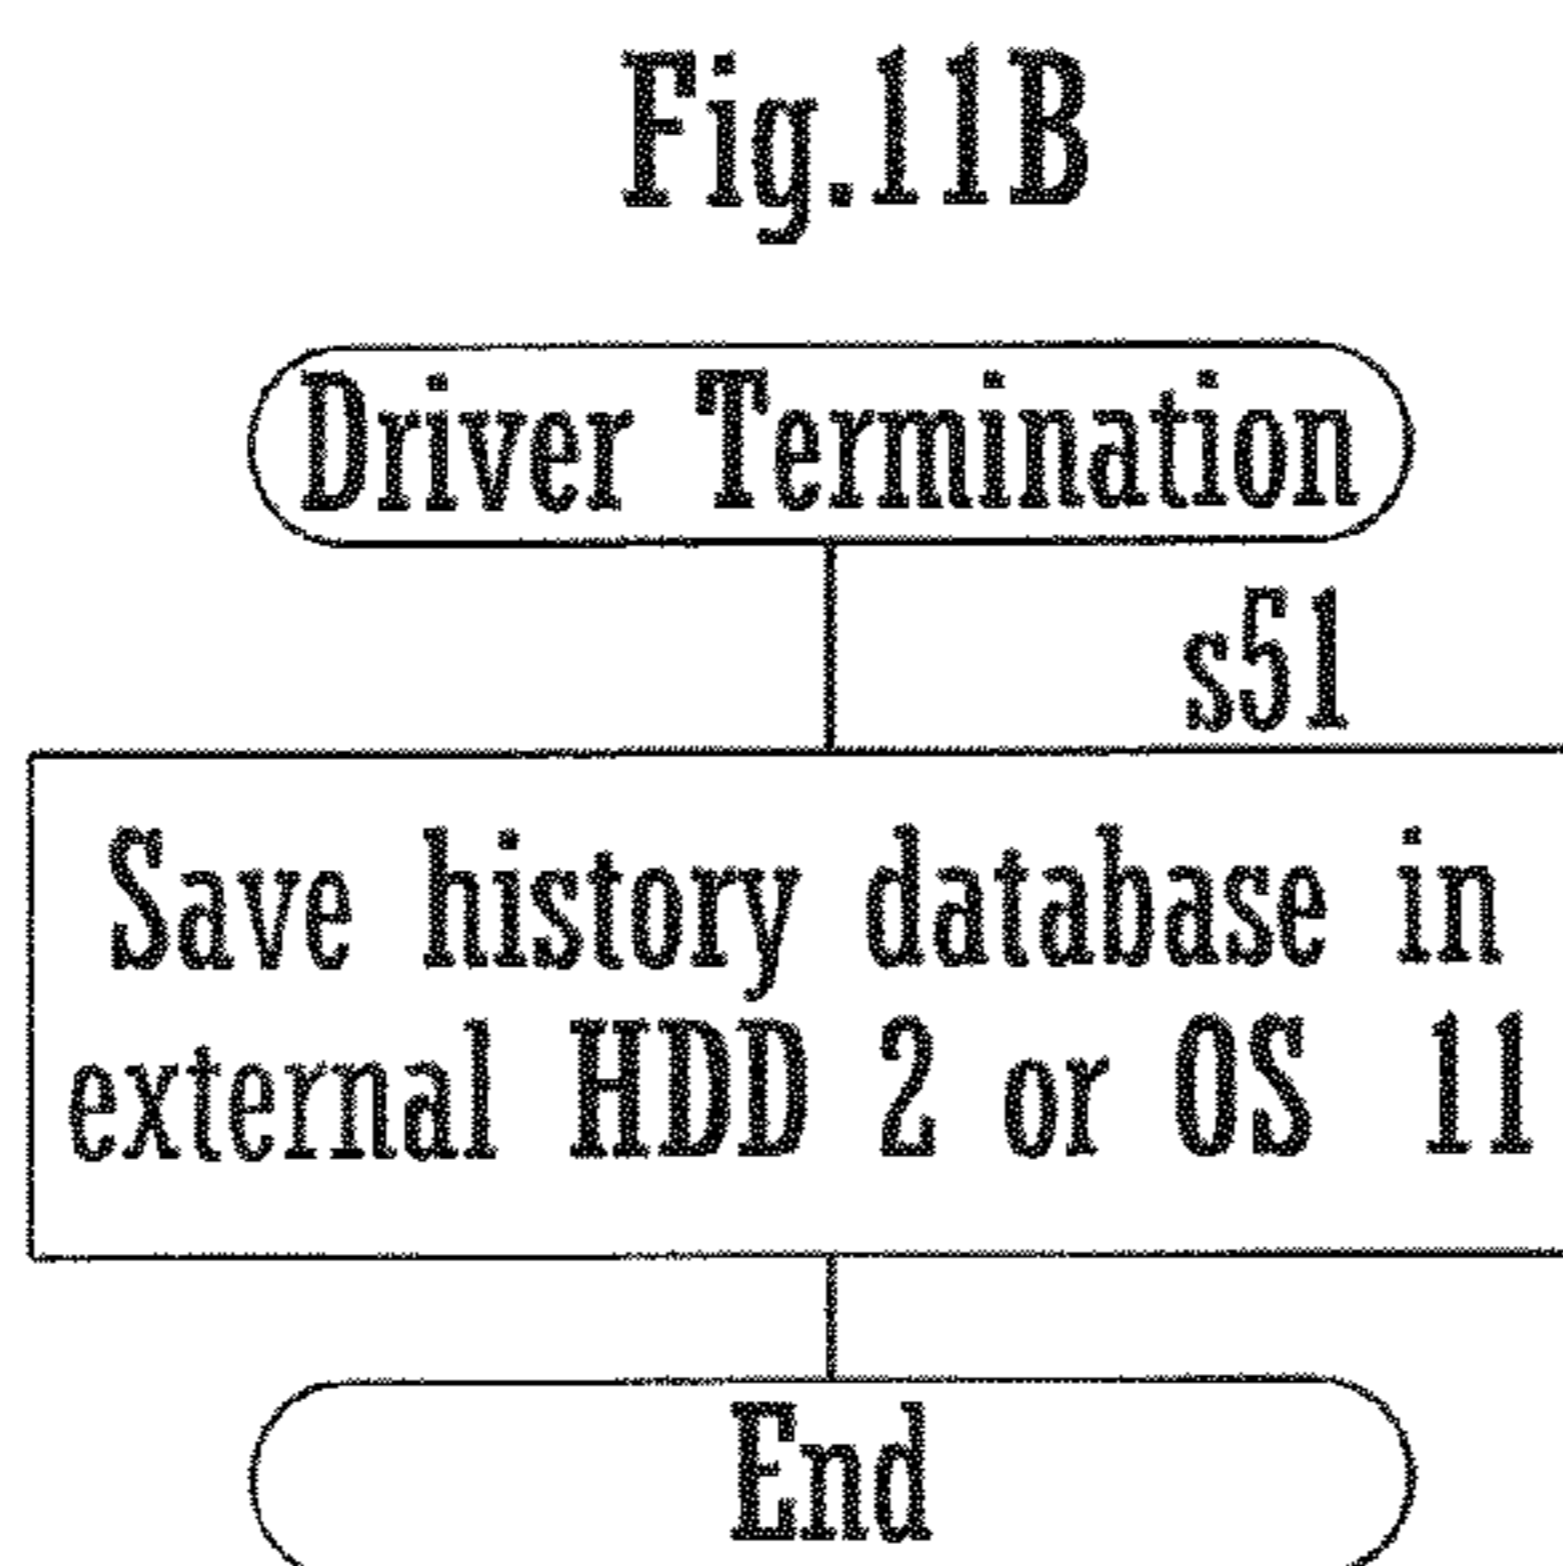 Fig.11B
Driver Termination
s51
Save history database in
external HDD 2 or OS 11
End